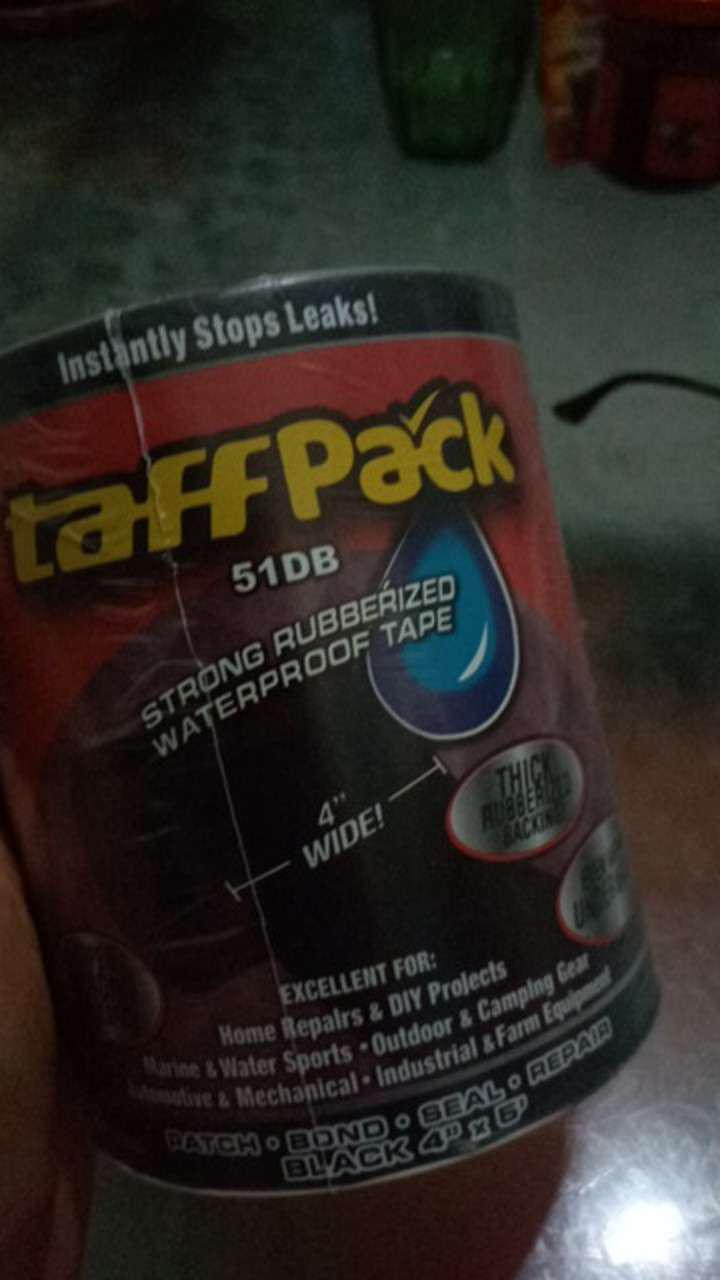 Instantly Stops Leaks!
taffPack
51DB
STRONG RUBBERIZED
WATERPROOF TAPE
4"
WIDE!
THICK
RUBBERIZED
BACKING
EXCELLENT FOR:
Home Repairs & DIY Projects
Marine & Water Sports • Outdoor & Camping Gear
Automotive & Mechanical • Industrial & Farm Equipment
PATCH • BOND • SEAL • REPAIR
BLACK 4" x 5'